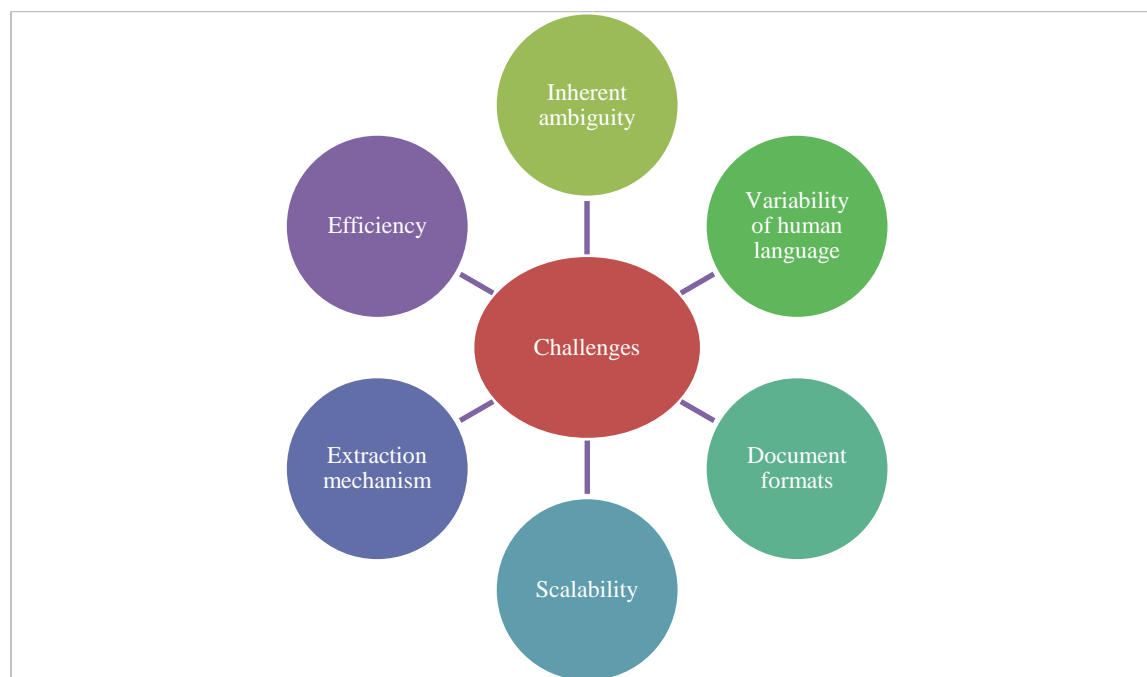 Inherent
ambiguity
Variability
of human
language
Efficiency
Challenges
Document
formats
Extraction
mechanism
Scalability